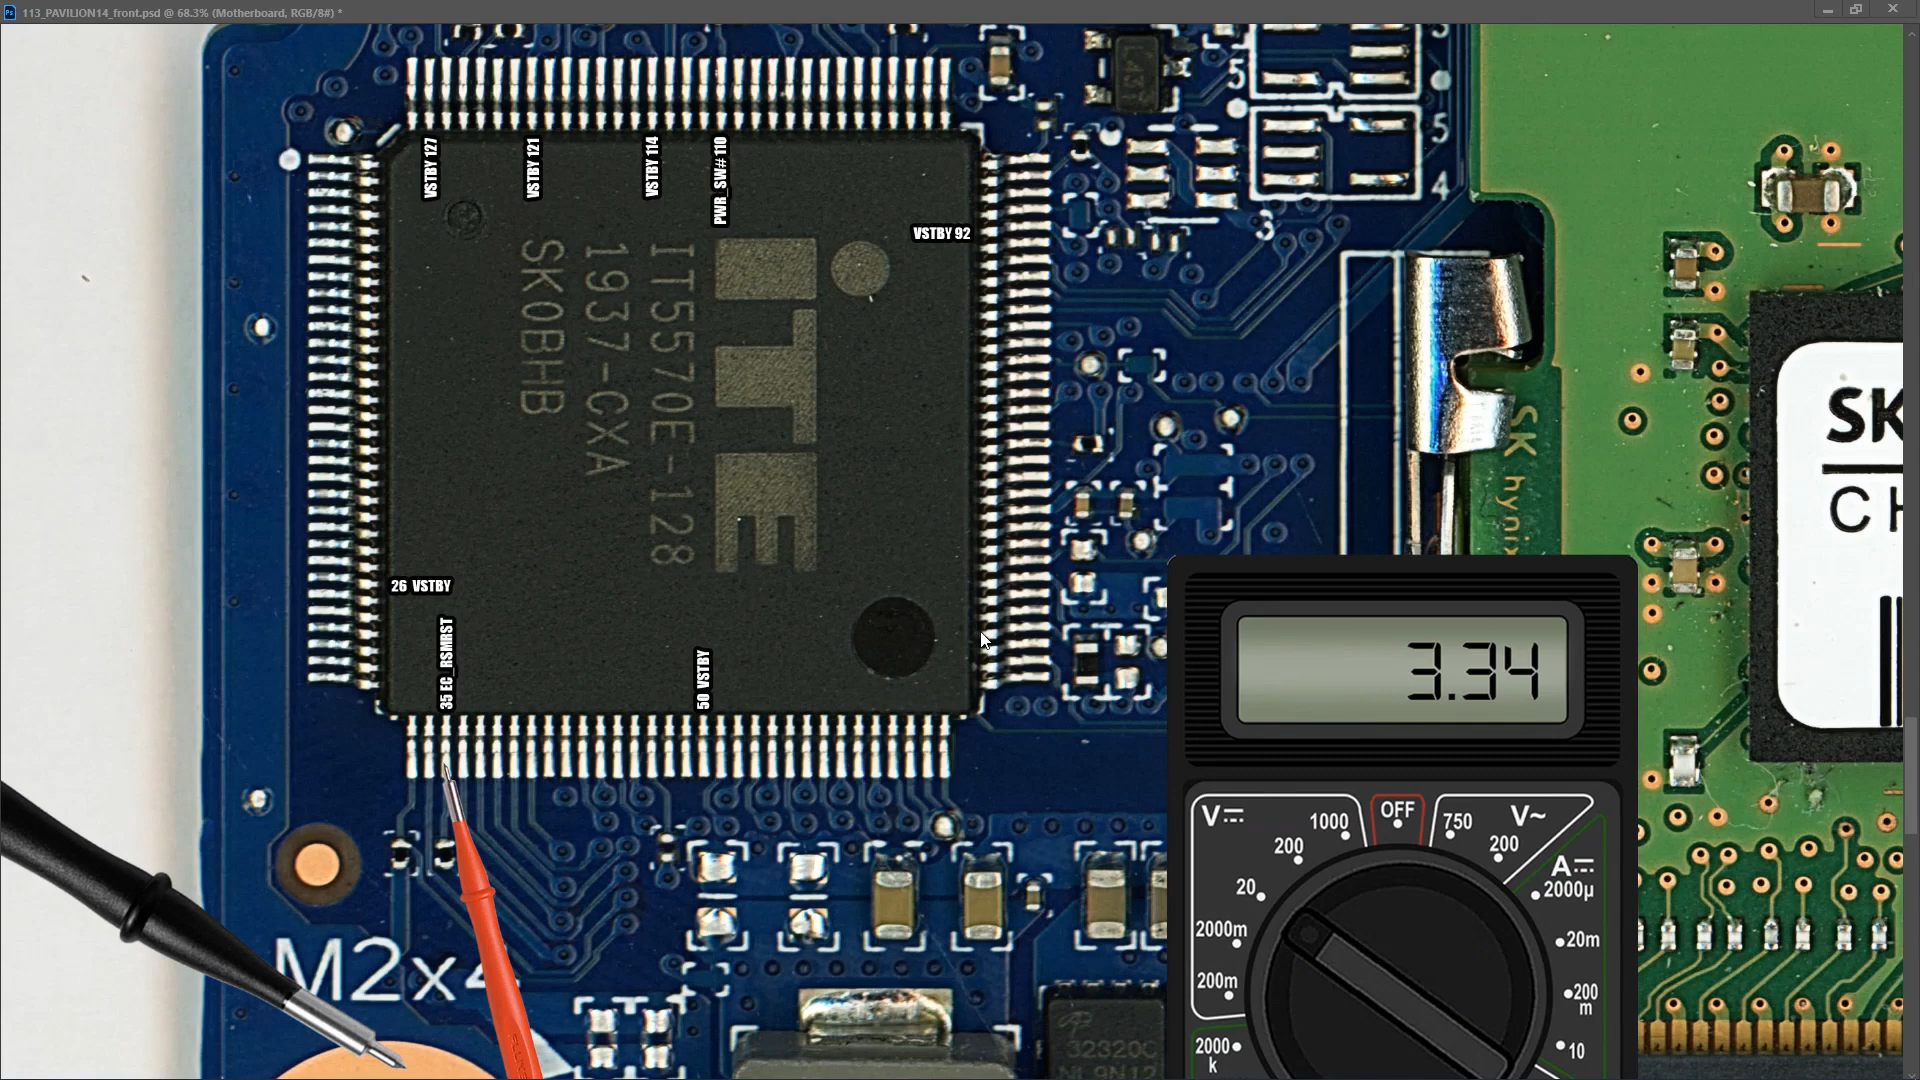 Ps 113_PAVILION14_front.psd @ 68.3% (Motherboard, RGB/8#) *
L43
5
5
4
3
VSTBY 127
VSTBY 121
VSTBY 114
PWR_SW# 110
VSTBY 92
iTE
IT5570E-128
1937-CXA
SK0BHB
26 VSTBY
35 EC_RSMRST
50 VSTBY
SK hynix
SK
CH
3.34
V
1000
OFF
750
V~
200
200
A
20
2000µ
2000m
20m
200m
200
m
2000
k
10
M2x4